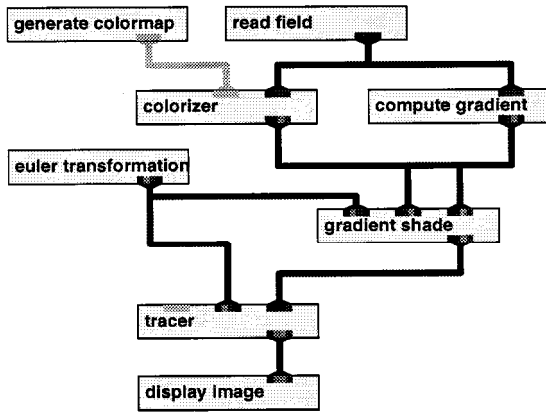 generate colormap
read field
colorizer
compute gradient
euler transformation
gradient shade
tracer
display image